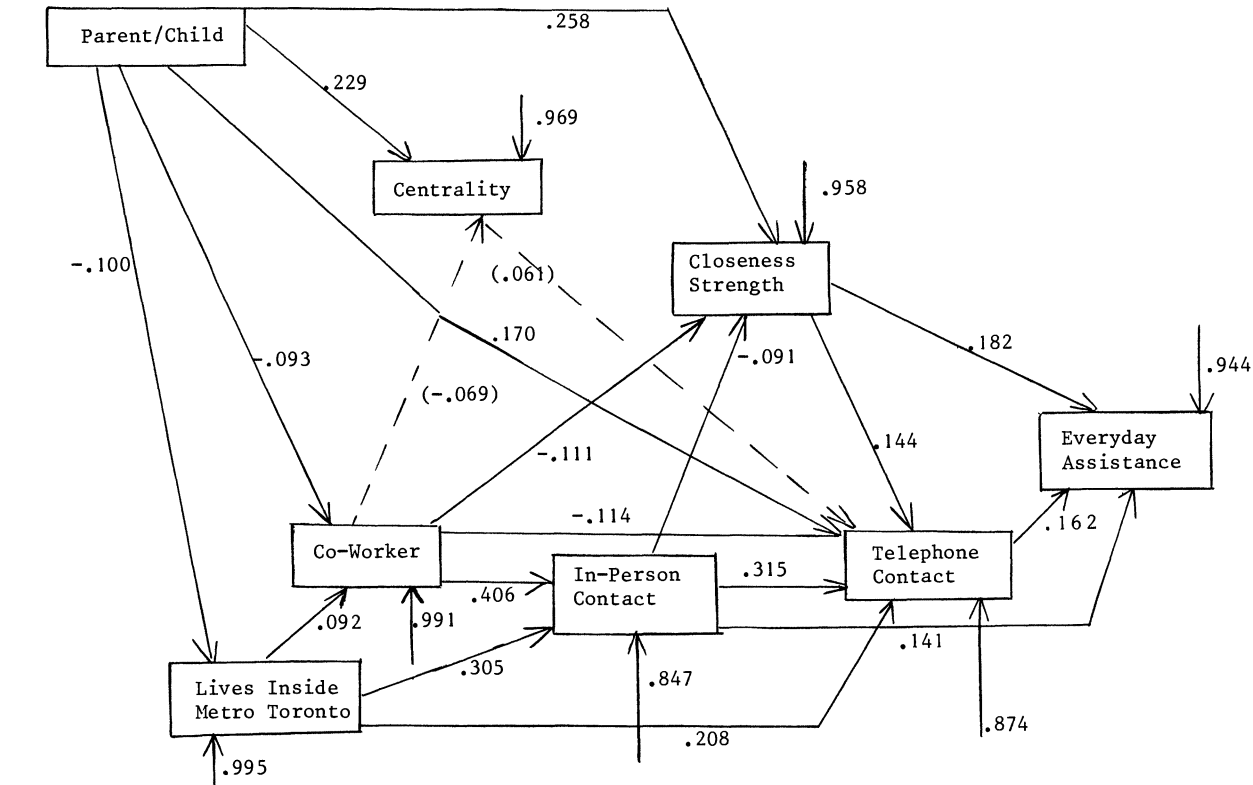 Parent/Child
.258
.229
.969
Centrality
.958
-.100
Closeness
Strength
(.061)
.170
-.093
-.091
.182
.944
(-.069)
Everyday
Assistance
.144
-.111
-.114
.162
Co-Worker
Telephone
Contact
In-Person
Contact
.315
.406
.092
.991
.141
.305
.847
Lives Inside
Metro Toronto
.208
.874
.995